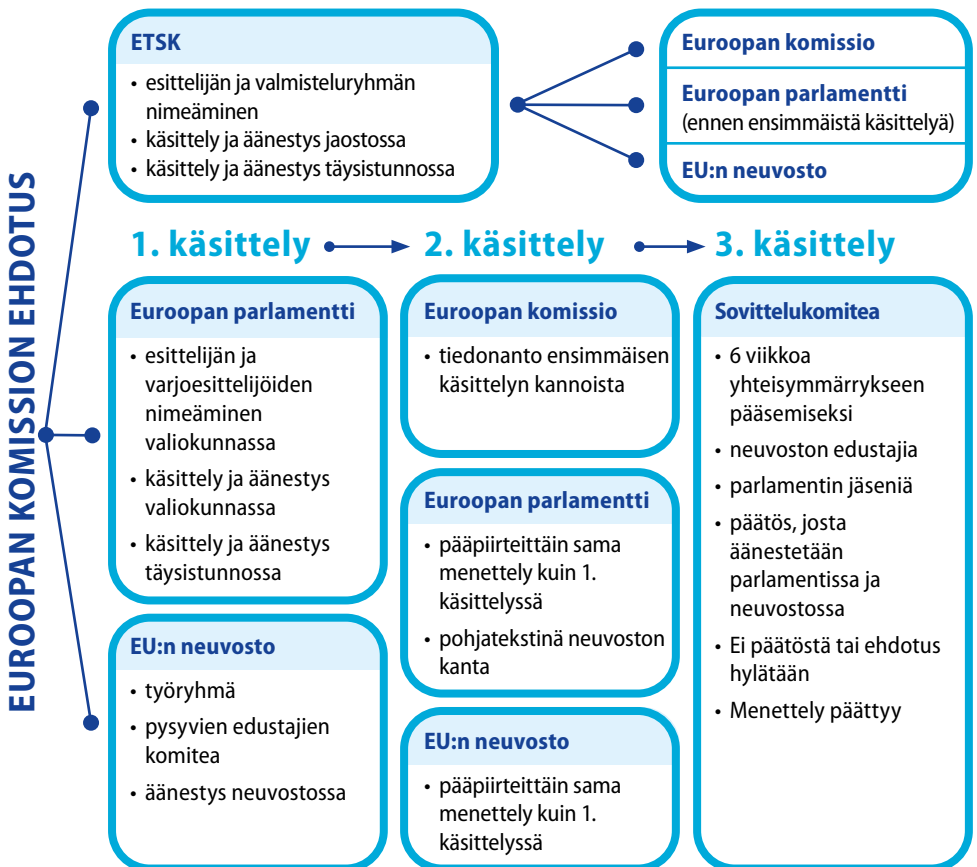 EUROOPAN KOMISSION EHDOTUS
ETSK
• esittelijän ja valmisteluryhmän
nimeäminen
• käsittely ja äänestys jaostossa
• käsittely ja äänestys täysistunnossa
Euroopan komissio
Euroopan parlamentti
(ennen ensimmäistä käsittelyä)
EU:n neuvosto
1. käsittely
2. käsittely
3. käsittely
Euroopan parlamentti
• esittelijän ja
varjoesittelijöiden
nimeäminen
valiokunnassa
• käsittely ja äänestys
valiokunnassa
• käsittely ja äänestys
täysistunnossa
EU:n neuvosto
• työryhmä
• pysyvien edustajien
komitea
• äänestys neuvostossa
Euroopan komissio
• tiedonanto ensimmäisen
käsittelyn kannoista
Euroopan parlamentti
• pääpiirteittäin sama
menettely kuin 1.
käsittelyssä
• pohjatekstinä neuvoston
kanta
EU:n neuvosto
• pääpiirteittäin sama
menettely kuin 1.
käsittelyssä
Sovittelukomitea
• 6 viikkoa
yhteisymmärrykseen
pääsemiseksi
• neuvoston edustajia
• parlamentin jäseniä
• päätös, josta
äänestetään
parlamentissa ja
neuvostossa
• Ei päätöstä tai ehdotus
hylätään
• Menettely päättyy